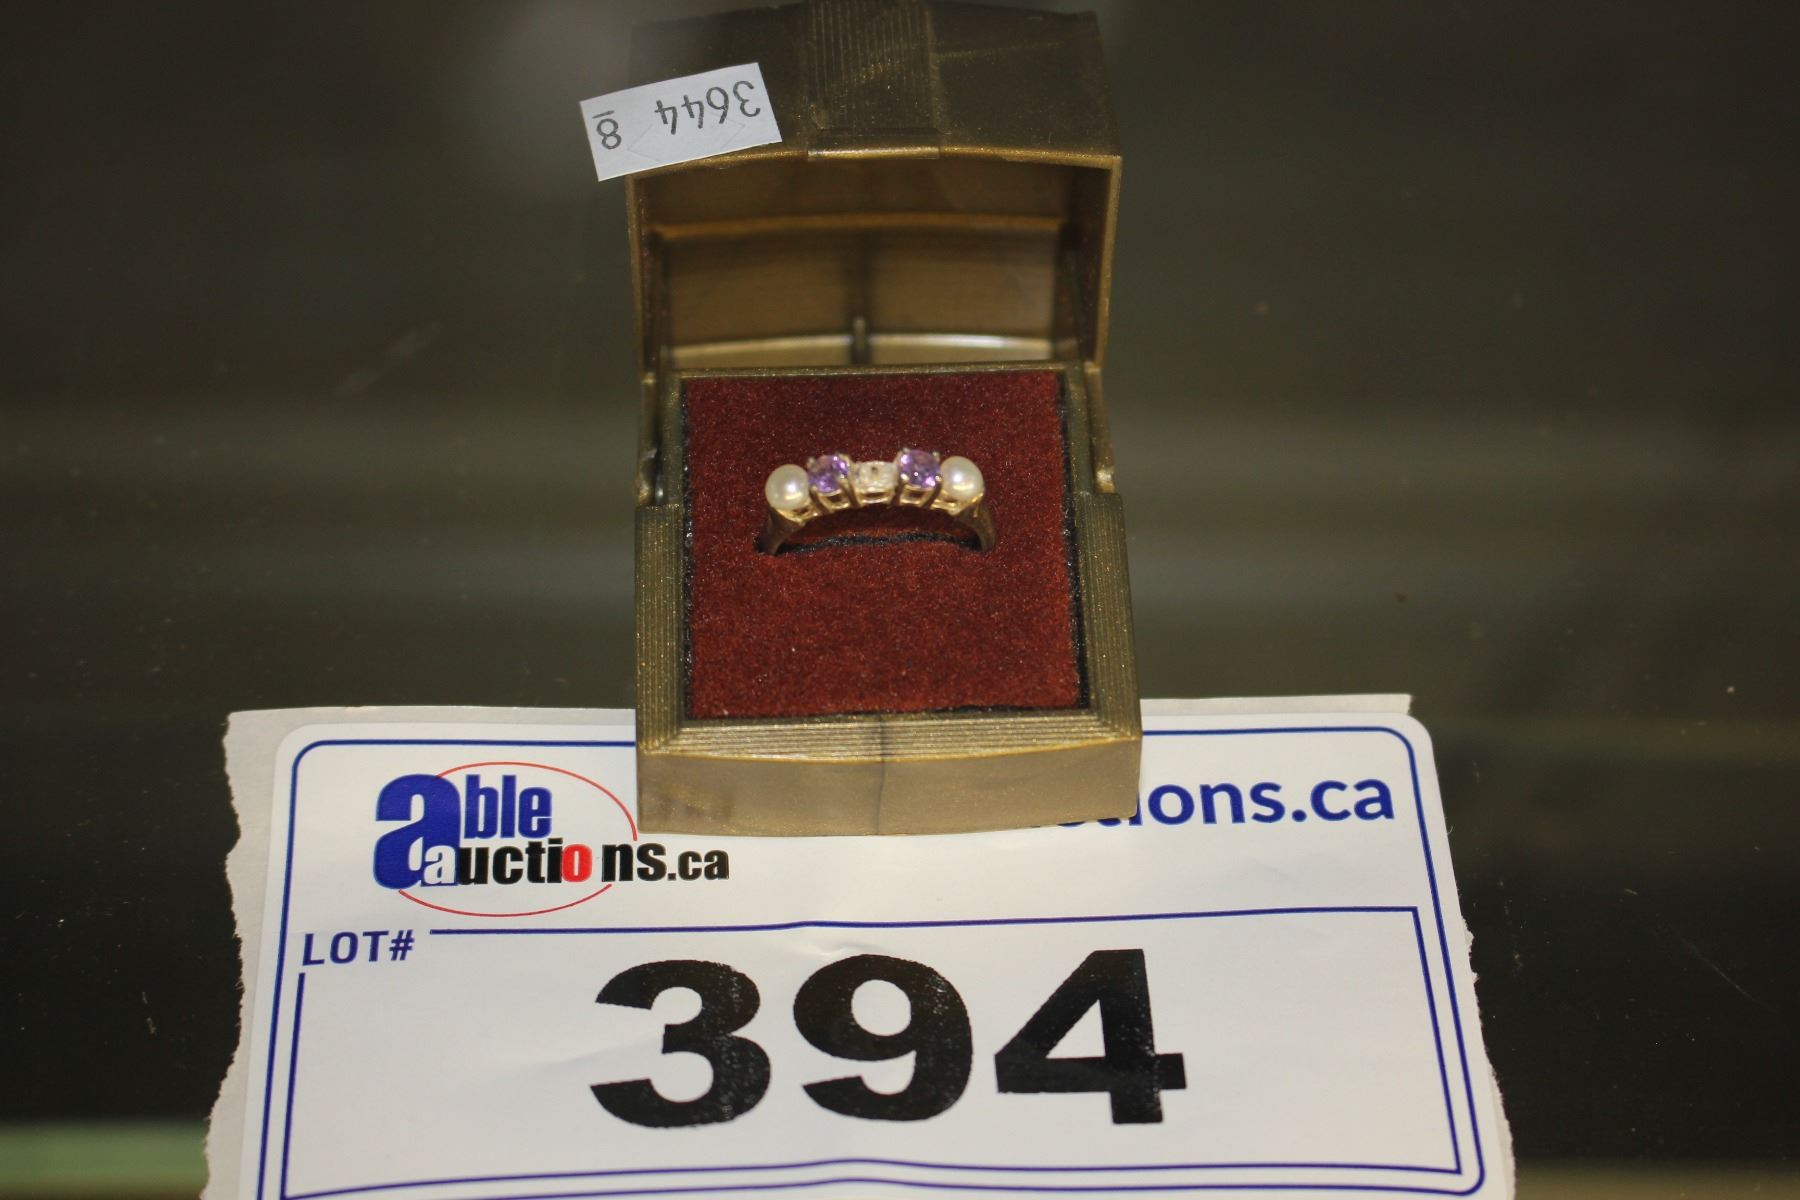 3644 8
able auctions.ca
ctions.ca
LOT#
394